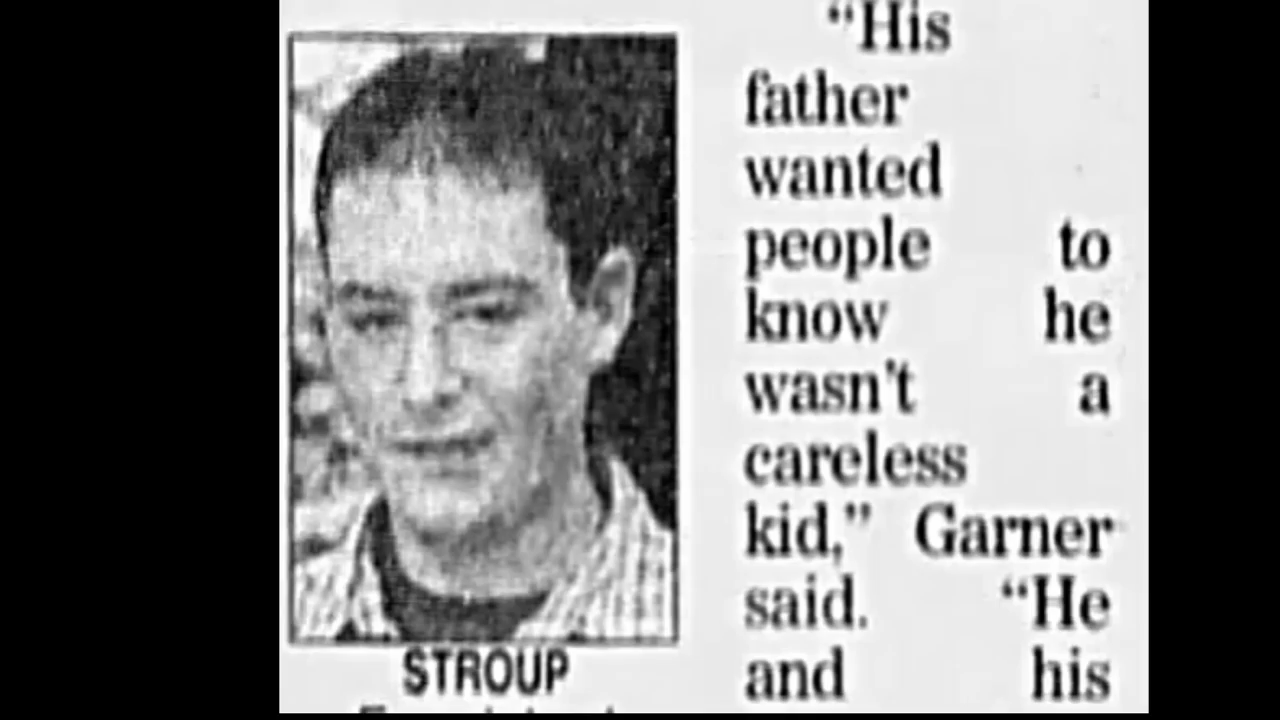 STROUP
“His
father
wanted
people to
know he
wasn't a
careless
kid,” Garner
said. “He
and his